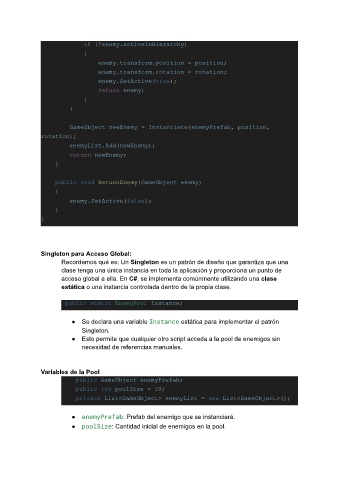 if (!enemy.activeInHierarchy)
{
enemy.transform.position = position;
enemy.transform.rotation = rotation;
enemy.SetActive(true);
return enemy;
}
}
GameObject newEnemy = Instantiate(enemyPrefab, position,
rotation);
enemyList.Add(newEnemy);
return newEnemy;
}
public void ReturnEnemy(GameObject enemy)
{
enemy.SetActive(false);
}
}
Singleton para Acceso Global:
Recordemos qué es: Un Singleton es un patrón de diseño que garantiza que una
clase tenga una única instancia en toda la aplicación y proporciona un punto de
acceso global a ella. En C#, se implementa comúnmente utilizando una clase
estática o una instancia controlada dentro de la propia clase.
public static EnemyPool Instance;
● Se declara una variable Instance estática para implementar el patrón
Singleton.
● Esto permite que cualquier otro script acceda a la pool de enemigos sin
necesidad de referencias manuales.
Variables de la Pool
public GameObject enemyPrefab;
public int poolSize = 10;
private List<GameObject> enemyList = new List<GameObject>();
● enemyPrefab: Prefab del enemigo que se instanciará.
● poolSize: Cantidad inicial de enemigos en la pool.